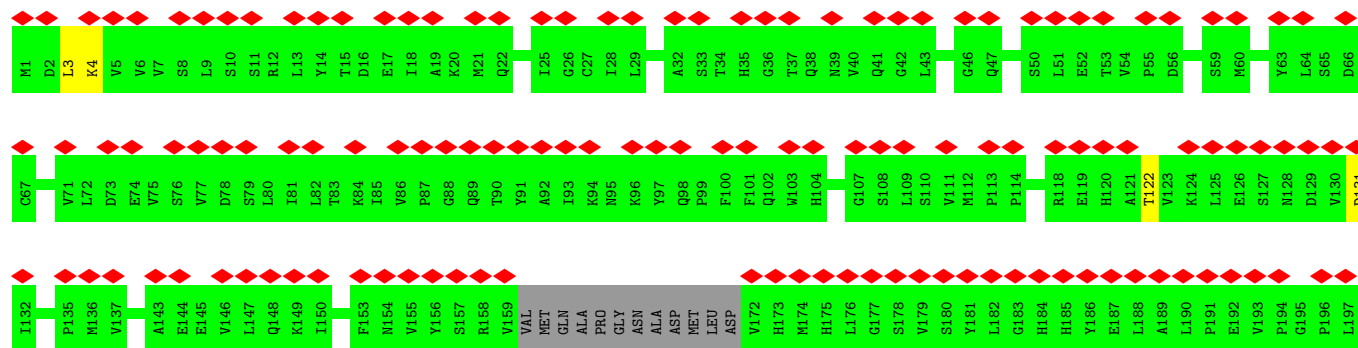 M1 D2 L3 K4 V5 V6 V7 S8 L9 S10 S11 R12 L13 Y14 T15 D16 E17 I18 A19 K20 M21 Q22 I25 G26 C27 I28 L29 A32 S33 T34 H35 G36 T37 Q38 N39 V40 Q41 G42 L43 G46 Q47 S50 L51 E52 T53 V54 P55 D56 S59 M60 Y63 L64 S65 D66
C67 V71 L72 D73 E74 V75 S76 V77 D78 S79 L80 I81 L82 T83 K84 I85 V86 P87 G88 Q89 T90 Y91 A92 I93 K94 N95 K96 Y97 Q98 P99 F100 F101 Q102 W103 H104 G107 S108 L109 S110 V111 M112 P113 P114 R118 E119 H120 A121 T122 V123 K124 L125 E126 S127 N128 D129 V130
I132 P135 M136 V137 A143 E144 E145 V146 L147 Q148 K149 I150 F153 N154 V155 Y156 S157 R158 V159 VAL MET GLN ALA PRO GLY ASN ALA ASP MET LEU ASP V172 H173 M174 H175 L176 G177 S178 V179 S180 Y181 L182 G183 H184 H185 Y186 E187 L188 A189 L190 P191 E192 V193 P194 G195 P196 L197